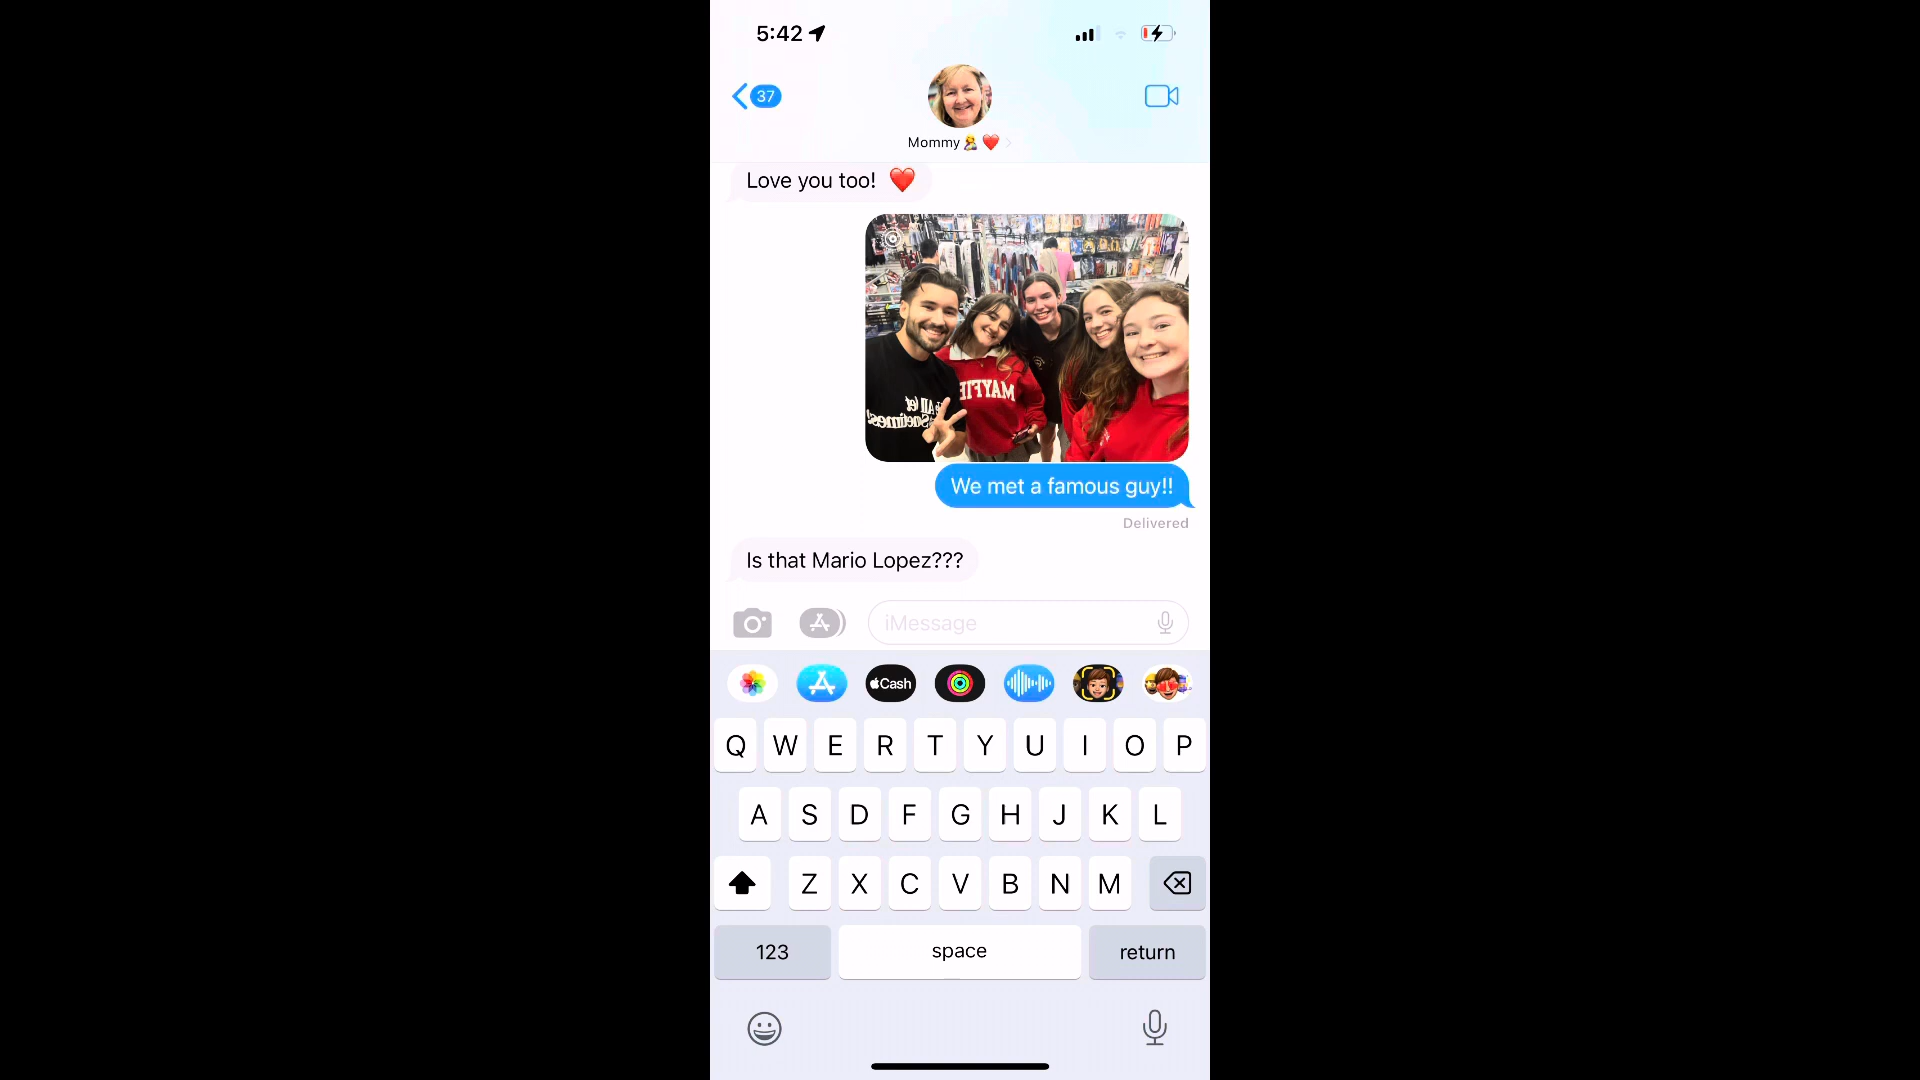 5:42
37
Mommy 🤱❤️
Love you too! ❤️
MAYFIE
We met a famous guy!!
Delivered
Is that Mario Lopez???
iMessage
Cash
Q W E R T Y U I O P
A S D F G H J K L
Z X C V B N M
123 space return